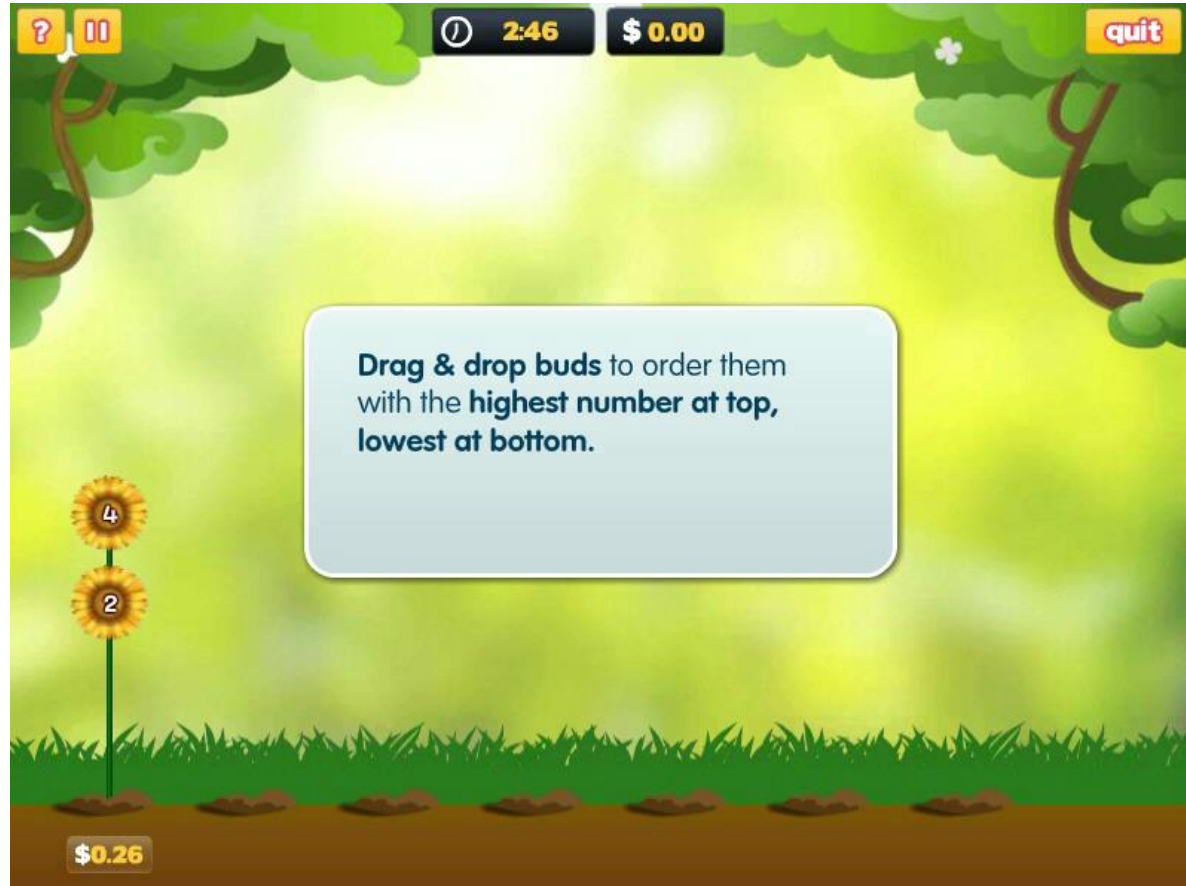 ?
2:46
$ 0.00
quit
Drag & drop buds to order them
with the highest number at top,
lowest at bottom.
4
2
$0.26